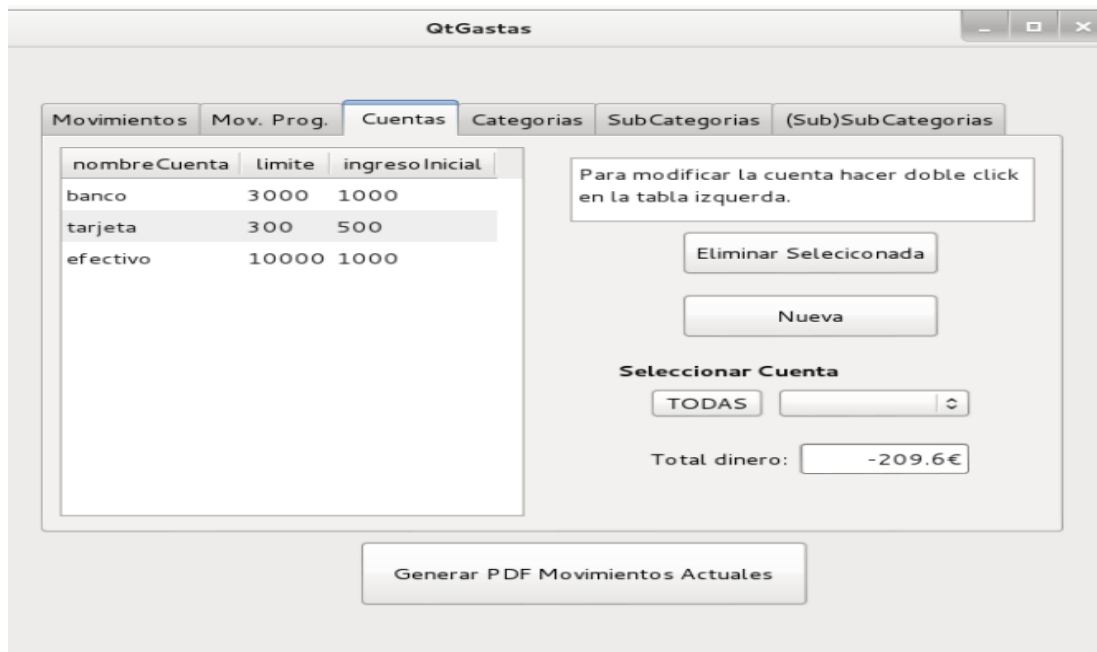 QtGastas
Movimientos Mov. Prog. Cuentas Categorias SubCategorias (Sub)SubCategorias
nombreCuenta limite ingresoInicial
banco 3000 1000
tarjeta 300 500
efectivo 10000 1000
Para modificar la cuenta hacer doble click
en la tabla izquerda.
Eliminar Seleciconada
Nueva
Seleccionar Cuenta
TODAS
Total dinero: -209.6€
Generar PDF Movimientos Actuales